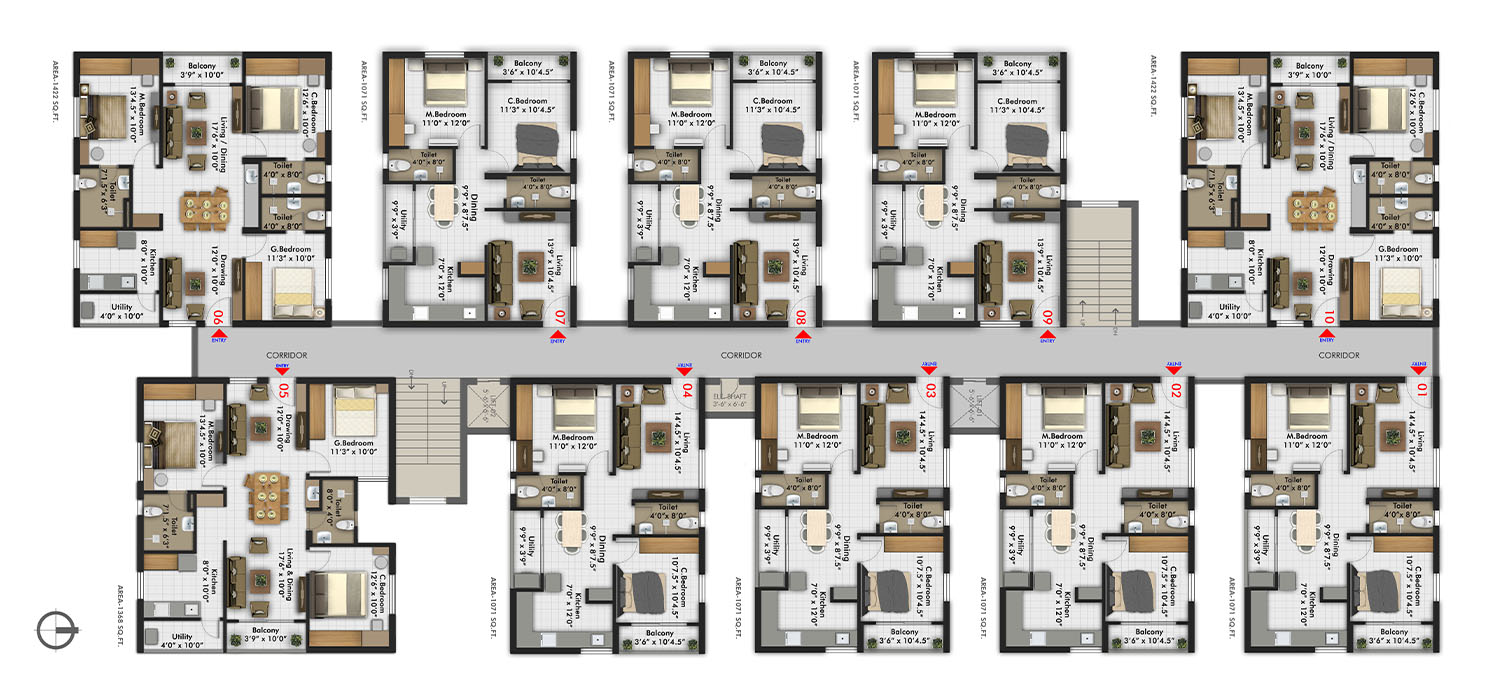 AREA-1422 SQ.FT.
Balcony
3'9" x 10'0"
M.Bedroom
13'4.5" x 10'0"
Living / Dining
17'6" x 10'0"
C.Bedroom
12'6" x 10'0"
Toilet
7'1.5" x 6'3"
Toilet
4'0" x 8'0"
Toilet
4'0" x 8'0"
Kitchen
8'0" x 10'0"
Drawing
12'0" x 10'0"
G.Bedroom
11'3" x 10'0"
Utility
4'0" x 10'0"
06
ENTRY
AREA-1071 SQ.FT.
Balcony
3'6" x 10'4.5"
M.Bedroom
11'0" x 12'0"
C.Bedroom
11'3" x 10'4.5"
Toilet
4'0" x 8'0"
Toilet
4'0" x 8'0"
Utility
9'9" x 3'9"
Dining
9'9" x 8'7.5"
Kitchen
7'0" x 12'0"
Living
13'9" x 10'4.5"
07
ENTRY
AREA-1071 SQ.FT.
Balcony
3'6" x 10'4.5"
M.Bedroom
11'0" x 12'0"
C.Bedroom
11'3" x 10'4.5"
Toilet
4'0" x 8'0"
Toilet
4'0" x 8'0"
Utility
9'9" x 3'9"
Dining
9'9" x 8'7.5"
Kitchen
7'0" x 12'0"
Living
13'9" x 10'4.5"
08
ENTRY
AREA-1071 SQ.FT.
Balcony
3'6" x 10'4.5"
M.Bedroom
11'0" x 12'0"
C.Bedroom
11'3" x 10'4.5"
Toilet
4'0" x 8'0"
Toilet
4'0" x 8'0"
Utility
9'9" x 3'9"
Dining
9'9" x 8'7.5"
Kitchen
7'0" x 12'0"
Living
13'9" x 10'4.5"
09
ENTRY
UP
DN
AREA-1422 SQ.FT.
Balcony
3'9" x 10'0"
M.Bedroom
13'4.5" x 10'0"
Living / Dining
17'6" x 10'0"
C.Bedroom
12'6" x 10'0"
Toilet
7'1.5" x 6'3"
Toilet
4'0" x 8'0"
Toilet
4'0" x 8'0"
Kitchen
8'0" x 10'0"
Drawing
12'0" x 10'0"
G.Bedroom
11'3" x 10'0"
Utility
4'0" x 10'0"
10
ENTRY
CORRIDOR
CORRIDOR
CORRIDOR
ENTRY
05
Drawing
12'0" x 10'0"
M.Bedroom
13'4.5" x 10'0"
G.Bedroom
11'3" x 10'0"
Toilet
7'1.5" x 6'3"
Toilet
8'0" x 4'0"
Kitchen
8'0" x 10'0"
Living & Dining
17'6" x 10'0"
C.Bedroom
12'6" x 10'0"
Utility
4'0" x 10'0"
Balcony
3'9" x 10'0"
AREA-1368 SQ.FT.
DN
UP
LIFT-02
ENTRY
04
M.Bedroom
11'0" x 12'0"
Living
14'4.5" x 10'4.5"
Toilet
4'0" x 8'0"
Toilet
4'0" x 8'0"
Utility
9'9" x 3'9"
Dining
9'9" x 8'7.5"
Kitchen
7'0" x 12'0"
C.Bedroom
10'7.5" x 10'4.5"
Balcony
3'6" x 10'4.5"
AREA-1071 SQ.FT.
3'-6" x 6'-6"
ENTRY
03
M.Bedroom
11'0" x 12'0"
Living
14'4.5" x 10'4.5"
Toilet
4'0" x 8'0"
Toilet
4'0" x 8'0"
Utility
9'9" x 3'9"
Dining
9'9" x 8'7.5"
Kitchen
7'0" x 12'0"
C.Bedroom
10'7.5" x 10'4.5"
Balcony
3'6" x 10'4.5"
AREA-1071 SQ.FT.
LIFT-01
ENTRY
02
M.Bedroom
11'0" x 12'0"
Living
14'4.5" x 10'4.5"
Toilet
4'0" x 8'0"
Toilet
4'0" x 8'0"
Utility
9'9" x 3'9"
Dining
9'9" x 8'7.5"
Kitchen
7'0" x 12'0"
C.Bedroom
10'7.5" x 10'4.5"
Balcony
3'6" x 10'4.5"
AREA-1071 SQ.FT.
ENTRY
01
M.Bedroom
11'0" x 12'0"
Living
14'4.5" x 10'4.5"
Toilet
4'0" x 8'0"
Toilet
4'0" x 8'0"
Utility
9'9" x 3'9"
Dining
9'9" x 8'7.5"
Kitchen
7'0" x 12'0"
C.Bedroom
10'7.5" x 10'4.5"
Balcony
3'6" x 10'4.5"
AREA-1071 SQ.FT.